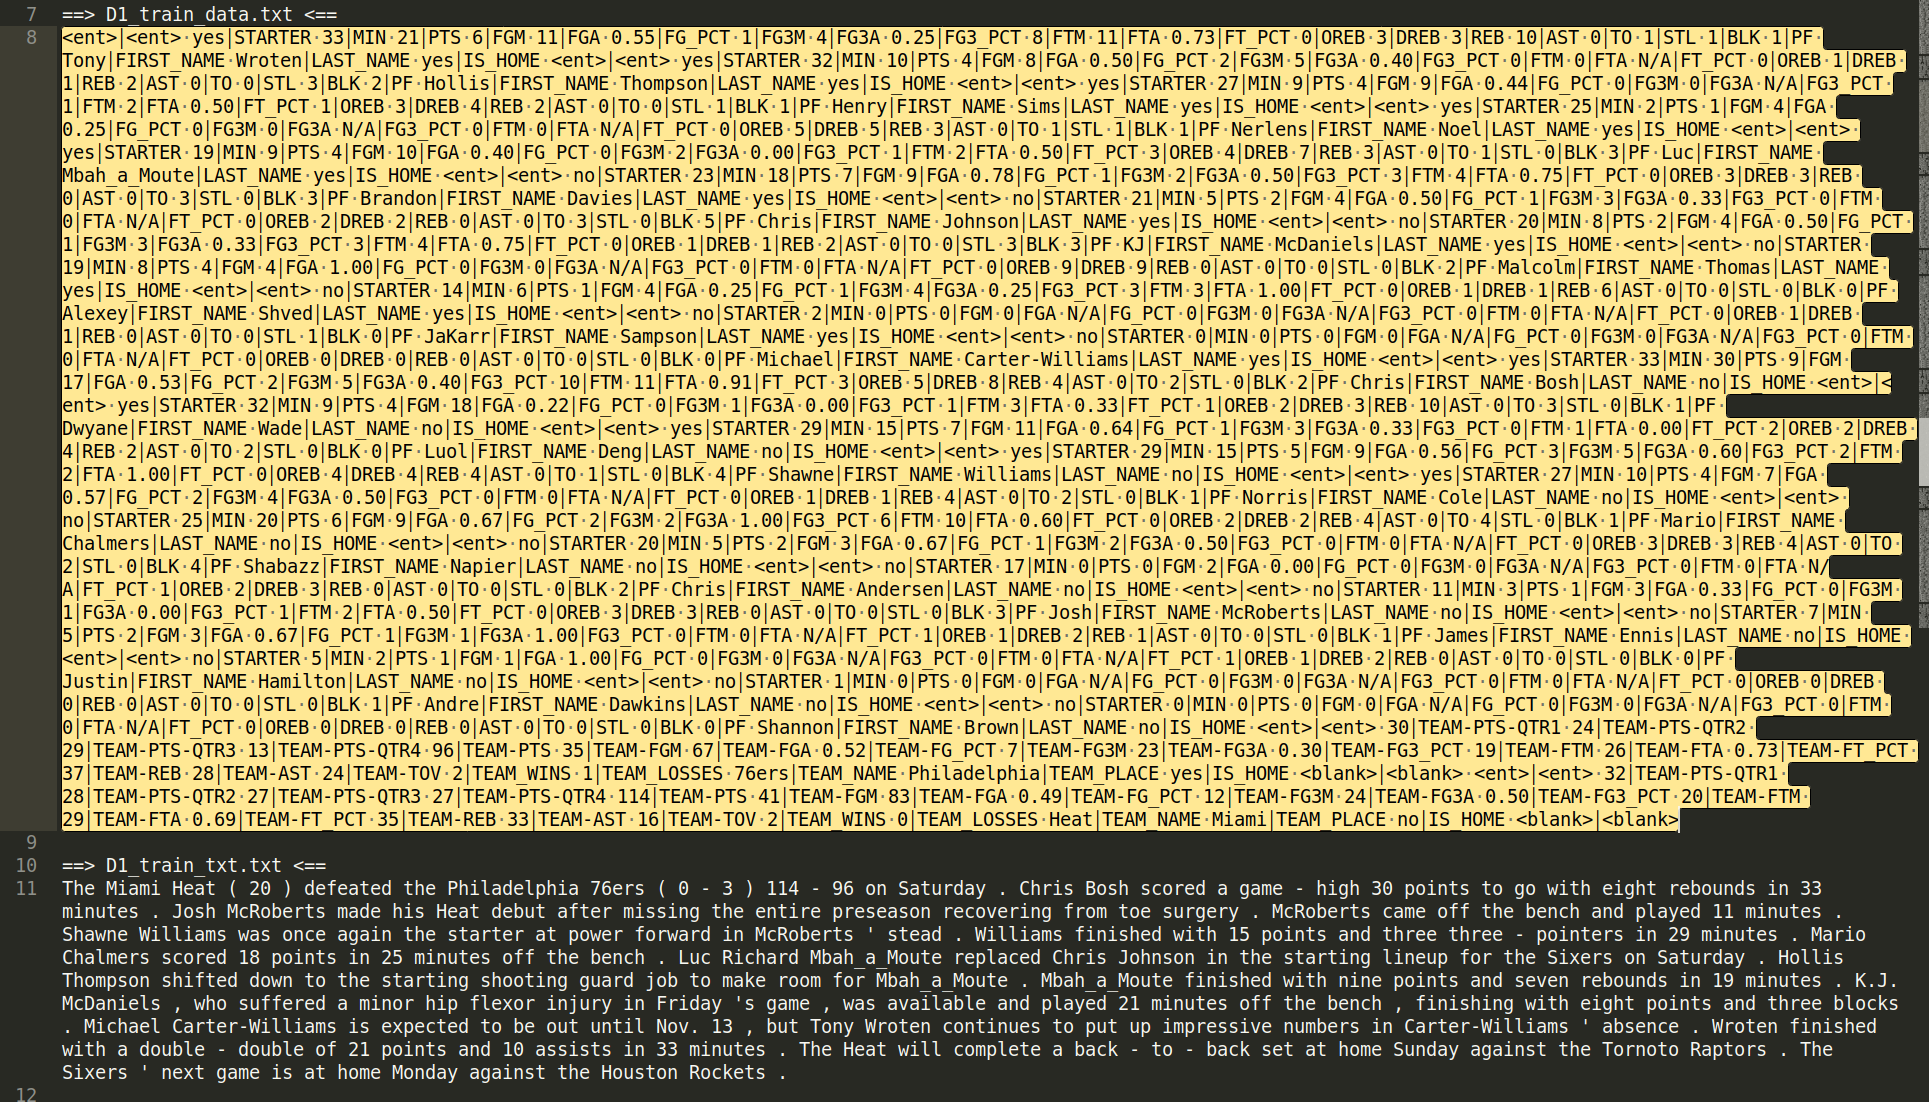 7 ==> D1_train_data.txt <==
8 <ent>|<ent>·yes|STARTER·33|MIN·21|PTS·6|FGM·11|FGA·0.55|FG_PCT·1|FG3M·4|FG3A·0.25|FG3_PCT·8|FTM·11|FTA·0.73|FT_PCT·0|OREB·3|DREB·3|REB·10|AST·0|TO·1|STL·1|BLK·1|PF·
Tony|FIRST_NAME·Wroten|LAST_NAME·yes|IS_HOME·<ent>|<ent>·yes|STARTER·32|MIN·10|PTS·4|FGM·8|FGA·0.50|FG_PCT·2|FG3M·5|FG3A·0.40|FG3_PCT·0|FTM·0|FTA·N/A|FT_PCT·0|OREB·1|DREB·
1|REB·2|AST·0|TO·0|STL·3|BLK·2|PF·Hollis|FIRST_NAME·Thompson|LAST_NAME·yes|IS_HOME·<ent>|<ent>·yes|STARTER·27|MIN·9|PTS·4|FGM·9|FGA·0.44|FG_PCT·0|FG3M·0|FG3A·N/A|FG3_PCT·
1|FTM·2|FTA·0.50|FT_PCT·1|OREB·3|DREB·4|REB·2|AST·0|TO·0|STL·1|BLK·1|PF·Henry|FIRST_NAME·Sims|LAST_NAME·yes|IS_HOME·<ent>|<ent>·yes|STARTER·25|MIN·2|PTS·1|FGM·4|FGA·
0.25|FG_PCT·0|FG3M·0|FG3A·N/A|FG3_PCT·0|FTM·0|FTA·N/A|FT_PCT·0|OREB·5|DREB·5|REB·3|AST·0|TO·1|STL·1|BLK·1|PF·Nerlens|FIRST_NAME·Noel|LAST_NAME·yes|IS_HOME·<ent>|<ent>·
yes|STARTER·19|MIN·9|PTS·4|FGM·10|FGA·0.40|FG_PCT·0|FG3M·2|FG3A·0.00|FG3_PCT·1|FTM·2|FTA·0.50|FT_PCT·3|OREB·4|DREB·7|REB·3|AST·0|TO·1|STL·0|BLK·3|PF·Luc|FIRST_NAME·
Mbah_a_Moute|LAST_NAME·yes|IS_HOME·<ent>|<ent>·no|STARTER·23|MIN·18|PTS·7|FGM·9|FGA·0.78|FG_PCT·1|FG3M·2|FG3A·0.50|FG3_PCT·3|FTM·4|FTA·0.75|FT_PCT·0|OREB·3|DREB·3|REB·
0|AST·0|TO·3|STL·0|BLK·3|PF·Brandon|FIRST_NAME·Davies|LAST_NAME·yes|IS_HOME·<ent>|<ent>·no|STARTER·21|MIN·5|PTS·2|FGM·4|FGA·0.50|FG_PCT·1|FG3M·3|FG3A·0.33|FG3_PCT·0|FTM·
0|FTA·N/A|FT_PCT·0|OREB·2|DREB·2|REB·0|AST·0|TO·3|STL·0|BLK·5|PF·Chris|FIRST_NAME·Johnson|LAST_NAME·yes|IS_HOME·<ent>|<ent>·no|STARTER·20|MIN·8|PTS·2|FGM·4|FGA·0.50|FG_PCT·
1|FG3M·3|FG3A·0.33|FG3_PCT·3|FTM·4|FTA·0.75|FT_PCT·0|OREB·1|DREB·1|REB·2|AST·0|TO·0|STL·3|BLK·3|PF·KJ|FIRST_NAME·McDaniels|LAST_NAME·yes|IS_HOME·<ent>|<ent>·no|STARTER·
19|MIN·8|PTS·4|FGM·4|FGA·1.00|FG_PCT·0|FG3M·0|FG3A·N/A|FG3_PCT·0|FTM·0|FTA·N/A|FT_PCT·0|OREB·9|DREB·9|REB·0|AST·0|TO·0|STL·0|BLK·2|PF·Malcolm|FIRST_NAME·Thomas|LAST_NAME·
yes|IS_HOME·<ent>|<ent>·no|STARTER·14|MIN·6|PTS·1|FGM·4|FGA·0.25|FG_PCT·1|FG3M·4|FG3A·0.25|FG3_PCT·3|FTM·3|FTA·1.00|FT_PCT·0|OREB·1|DREB·1|REB·6|AST·0|TO·0|STL·0|BLK·0|PF·
Alexey|FIRST_NAME·Shved|LAST_NAME·yes|IS_HOME·<ent>|<ent>·no|STARTER·2|MIN·0|PTS·0|FGM·0|FGA·N/A|FG_PCT·0|FG3M·0|FG3A·N/A|FG3_PCT·0|FTM·0|FTA·N/A|FT_PCT·0|OREB·1|DREB·
1|REB·0|AST·0|TO·0|STL·1|BLK·0|PF·JaKarr|FIRST_NAME·Sampson|LAST_NAME·yes|IS_HOME·<ent>|<ent>·no|STARTER·0|MIN·0|PTS·0|FGM·0|FGA·N/A|FG_PCT·0|FG3M·0|FG3A·N/A|FG3_PCT·0|FTM·
0|FTA·N/A|FT_PCT·0|OREB·0|DREB·0|REB·0|AST·0|TO·0|STL·0|BLK·0|PF·Michael|FIRST_NAME·Carter-Williams|LAST_NAME·yes|IS_HOME·<ent>|<ent>·yes|STARTER·33|MIN·30|PTS·9|FGM·
17|FGA·0.53|FG_PCT·2|FG3M·5|FG3A·0.40|FG3_PCT·10|FTM·11|FTA·0.91|FT_PCT·3|OREB·5|DREB·8|REB·4|AST·0|TO·2|STL·0|BLK·2|PF·Chris|FIRST_NAME·Bosh|LAST_NAME·no|IS_HOME·<ent>|<
ent>·yes|STARTER·32|MIN·9|PTS·4|FGM·18|FGA·0.22|FG_PCT·0|FG3M·1|FG3A·0.00|FG3_PCT·1|FTM·3|FTA·0.33|FT_PCT·1|OREB·2|DREB·3|REB·10|AST·0|TO·3|STL·0|BLK·1|PF·
Dwyane|FIRST_NAME·Wade|LAST_NAME·no|IS_HOME·<ent>|<ent>·yes|STARTER·29|MIN·15|PTS·7|FGM·11|FGA·0.64|FG_PCT·1|FG3M·3|FG3A·0.33|FG3_PCT·0|FTM·1|FTA·0.00|FT_PCT·2|OREB·2|DREB·
4|REB·2|AST·0|TO·2|STL·0|BLK·0|PF·Luol|FIRST_NAME·Deng|LAST_NAME·no|IS_HOME·<ent>|<ent>·yes|STARTER·29|MIN·15|PTS·5|FGM·9|FGA·0.56|FG_PCT·3|FG3M·5|FG3A·0.60|FG3_PCT·2|FTM·
2|FTA·1.00|FT_PCT·0|OREB·4|DREB·4|REB·4|AST·0|TO·1|STL·0|BLK·4|PF·Shawne|FIRST_NAME·Williams|LAST_NAME·no|IS_HOME·<ent>|<ent>·yes|STARTER·27|MIN·10|PTS·4|FGM·7|FGA·
0.57|FG_PCT·2|FG3M·4|FG3A·0.50|FG3_PCT·0|FTM·0|FTA·N/A|FT_PCT·0|OREB·1|DREB·1|REB·4|AST·0|TO·2|STL·0|BLK·1|PF·Norris|FIRST_NAME·Cole|LAST_NAME·no|IS_HOME·<ent>|<ent>·
no|STARTER·25|MIN·20|PTS·6|FGM·9|FGA·0.67|FG_PCT·2|FG3M·2|FG3A·1.00|FG3_PCT·6|FTM·10|FTA·0.60|FT_PCT·0|OREB·2|DREB·2|REB·4|AST·0|TO·4|STL·0|BLK·1|PF·Mario|FIRST_NAME·
Chalmers|LAST_NAME·no|IS_HOME·<ent>|<ent>·no|STARTER·20|MIN·5|PTS·2|FGM·3|FGA·0.67|FG_PCT·1|FG3M·2|FG3A·0.50|FG3_PCT·0|FTM·0|FTA·N/A|FT_PCT·0|OREB·3|DREB·3|REB·4|AST·0|TO·
2|STL·0|BLK·4|PF·Shabazz|FIRST_NAME·Napier|LAST_NAME·no|IS_HOME·<ent>|<ent>·no|STARTER·17|MIN·0|PTS·0|FGM·2|FGA·0.00|FG_PCT·0|FG3M·0|FG3A·N/A|FG3_PCT·0|FTM·0|FTA·N/
A|FT_PCT·1|OREB·2|DREB·3|REB·0|AST·0|TO·0|STL·0|BLK·2|PF·Chris|FIRST_NAME·Andersen|LAST_NAME·no|IS_HOME·<ent>|<ent>·no|STARTER·11|MIN·3|PTS·1|FGM·3|FGA·0.33|FG_PCT·0|FG3M·
1|FG3A·0.00|FG3_PCT·1|FTM·2|FTA·0.50|FT_PCT·0|OREB·3|DREB·3|REB·0|AST·0|TO·0|STL·0|BLK·3|PF·Josh|FIRST_NAME·McRoberts|LAST_NAME·no|IS_HOME·<ent>|<ent>·no|STARTER·7|MIN·
5|PTS·2|FGM·3|FGA·0.67|FG_PCT·1|FG3M·1|FG3A·1.00|FG3_PCT·0|FTM·0|FTA·N/A|FT_PCT·1|OREB·1|DREB·2|REB·1|AST·0|TO·0|STL·0|BLK·1|PF·James|FIRST_NAME·Ennis|LAST_NAME·no|IS_HOME·
<ent>|<ent>·no|STARTER·5|MIN·2|PTS·1|FGM·1|FGA·1.00|FG_PCT·0|FG3M·0|FG3A·N/A|FG3_PCT·0|FTM·0|FTA·N/A|FT_PCT·1|OREB·1|DREB·2|REB·0|AST·0|TO·0|STL·0|BLK·0|PF·
Justin|FIRST_NAME·Hamilton|LAST_NAME·no|IS_HOME·<ent>|<ent>·no|STARTER·1|MIN·0|PTS·0|FGM·0|FGA·N/A|FG_PCT·0|FG3M·0|FG3A·N/A|FG3_PCT·0|FTM·0|FTA·N/A|FT_PCT·0|OREB·0|DREB·
0|REB·0|AST·0|TO·0|STL·0|BLK·1|PF·Andre|FIRST_NAME·Dawkins|LAST_NAME·no|IS_HOME·<ent>|<ent>·no|STARTER·0|MIN·0|PTS·0|FGM·0|FGA·N/A|FG_PCT·0|FG3M·0|FG3A·N/A|FG3_PCT·0|FTM·
0|FTA·N/A|FT_PCT·0|OREB·0|DREB·0|REB·0|AST·0|TO·0|STL·0|BLK·0|PF·Shannon|FIRST_NAME·Brown|LAST_NAME·no|IS_HOME·<ent>|<ent>·30|TEAM-PTS-QTR1·24|TEAM-PTS-QTR2·
29|TEAM-PTS-QTR3·13|TEAM-PTS-QTR4·96|TEAM-PTS·35|TEAM-FGM·67|TEAM-FGA·0.52|TEAM-FG_PCT·7|TEAM-FG3M·23|TEAM-FG3A·0.30|TEAM-FG3_PCT·19|TEAM-FTM·26|TEAM-FTA·0.73|TEAM-FT_PCT·
37|TEAM-REB·28|TEAM-AST·24|TEAM-TOV·2|TEAM_WINS·1|TEAM_LOSSES·76ers|TEAM_NAME·Philadelphia|TEAM_PLACE·yes|IS_HOME·<blank>|<blank>·<ent>|<ent>·32|TEAM-PTS-QTR1·
28|TEAM-PTS-QTR2·27|TEAM-PTS-QTR3·27|TEAM-PTS-QTR4·114|TEAM-PTS·41|TEAM-FGM·83|TEAM-FGA·0.49|TEAM-FG_PCT·12|TEAM-FG3M·24|TEAM-FG3A·0.50|TEAM-FG3_PCT·20|TEAM-FTM·
29|TEAM-FTA·0.69|TEAM-FT_PCT·35|TEAM-REB·33|TEAM-AST·16|TEAM-TOV·2|TEAM_WINS·0|TEAM_LOSSES·Heat|TEAM_NAME·Miami|TEAM_PLACE·no|IS_HOME·<blank>|<blank>
9
10 ==> D1_train_txt.txt <==
11 The Miami Heat ( 20 ) defeated the Philadelphia 76ers ( 0 - 3 ) 114 - 96 on Saturday . Chris Bosh scored a game - high 30 points to go with eight rebounds in 33
minutes . Josh McRoberts made his Heat debut after missing the entire preseason recovering from toe surgery . McRoberts came off the bench and played 11 minutes .
Shawne Williams was once again the starter at power forward in McRoberts ' stead . Williams finished with 15 points and three three - pointers in 29 minutes . Mario
Chalmers scored 18 points in 25 minutes off the bench . Luc Richard Mbah_a_Moute replaced Chris Johnson in the starting lineup for the Sixers on Saturday . Hollis
Thompson shifted down to the starting shooting guard job to make room for Mbah_a_Moute . Mbah_a_Moute finished with nine points and seven rebounds in 19 minutes . K.J.
McDaniels , who suffered a minor hip flexor injury in Friday 's game , was available and played 21 minutes off the bench , finishing with eight points and three blocks
. Michael Carter-Williams is expected to be out until Nov. 13 , but Tony Wroten continues to put up impressive numbers in Carter-Williams ' absence . Wroten finished
with a double - double of 21 points and 10 assists in 33 minutes . The Heat will complete a back - to - back set at home Sunday against the Tornoto Raptors . The
Sixers ' next game is at home Monday against the Houston Rockets .
12